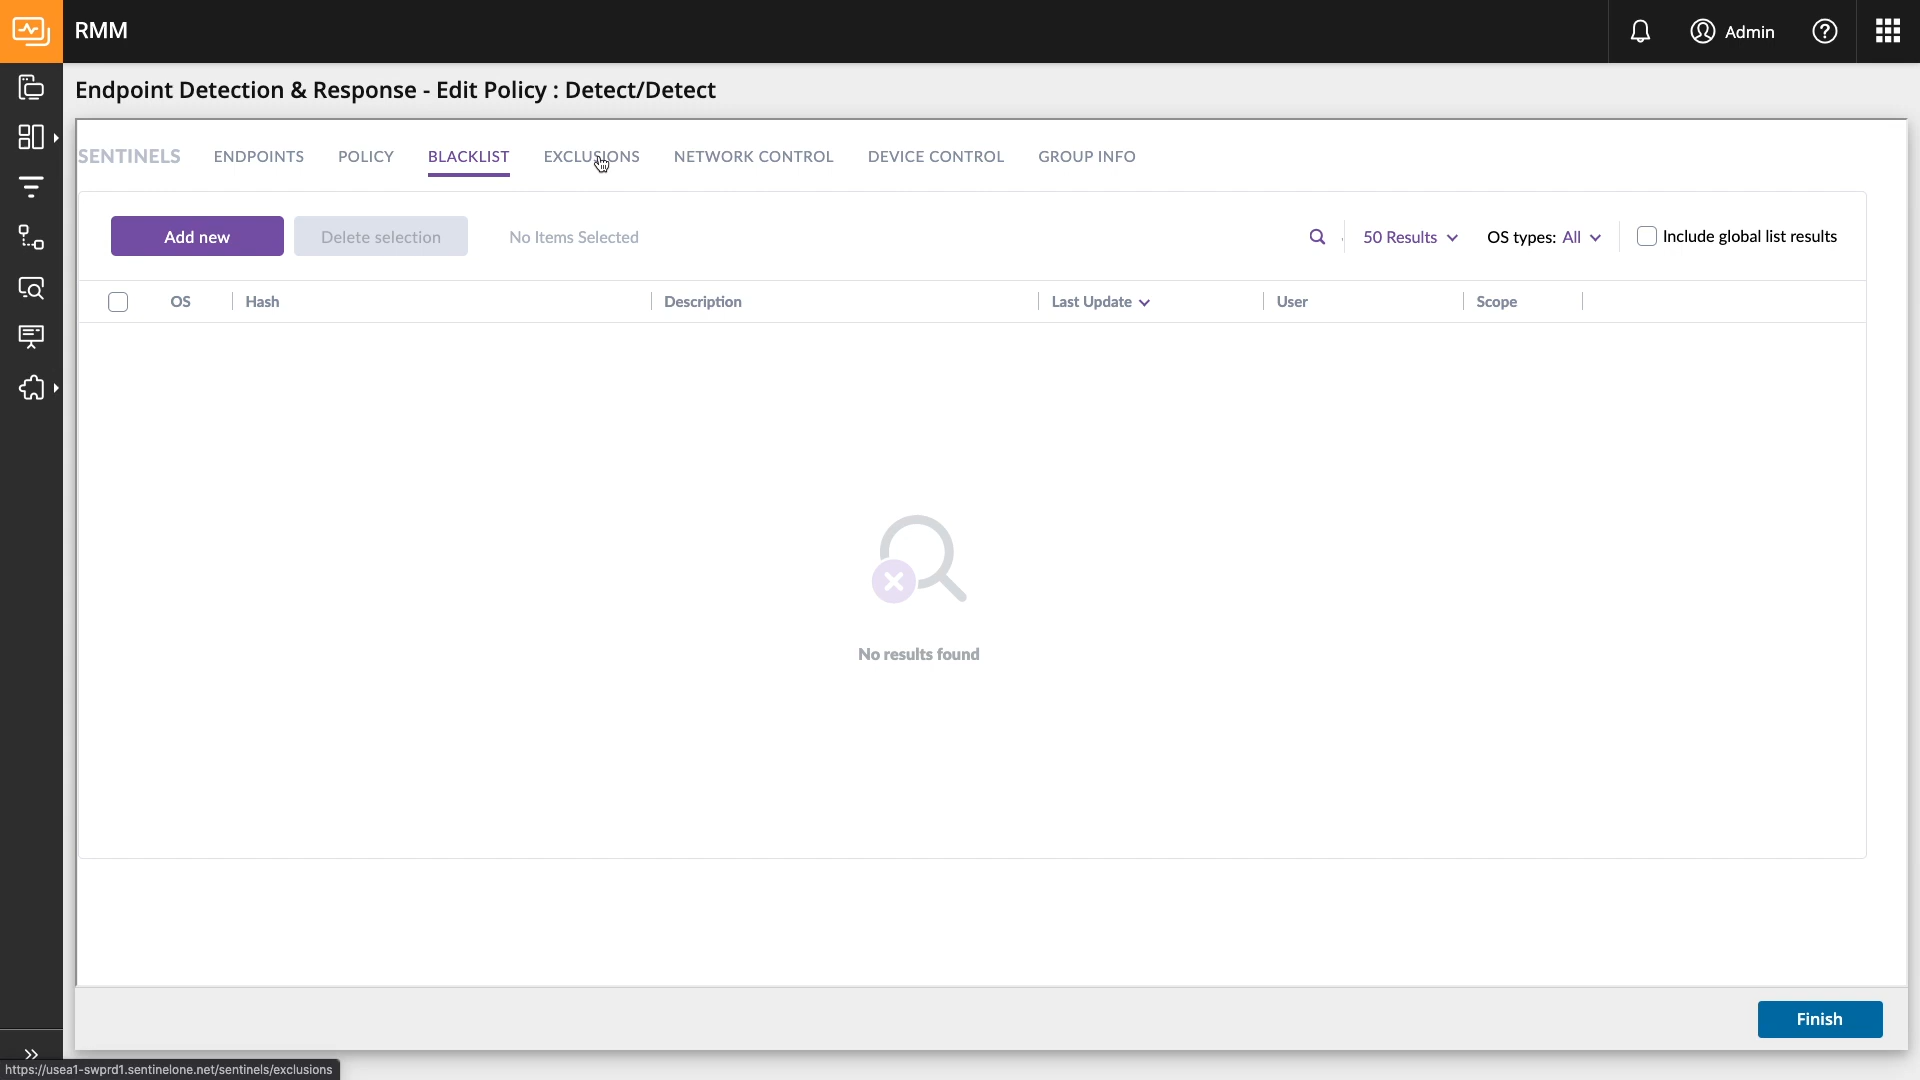 RMM
Admin
Endpoint Detection & Response - Edit Policy : Detect/Detect
SENTINELS ENDPOINTS POLICY BLACKLIST EXCLUSIONS NETWORK CONTROL DEVICE CONTROL GROUP INFO
Add new Delete selection No Items Selected 50 Results OS types: All Include global list results
OS Hash Description Last Update User Scope
No results found
Finish
https://usea1-swprd1.sentinelone.net/sentinels/exclusions